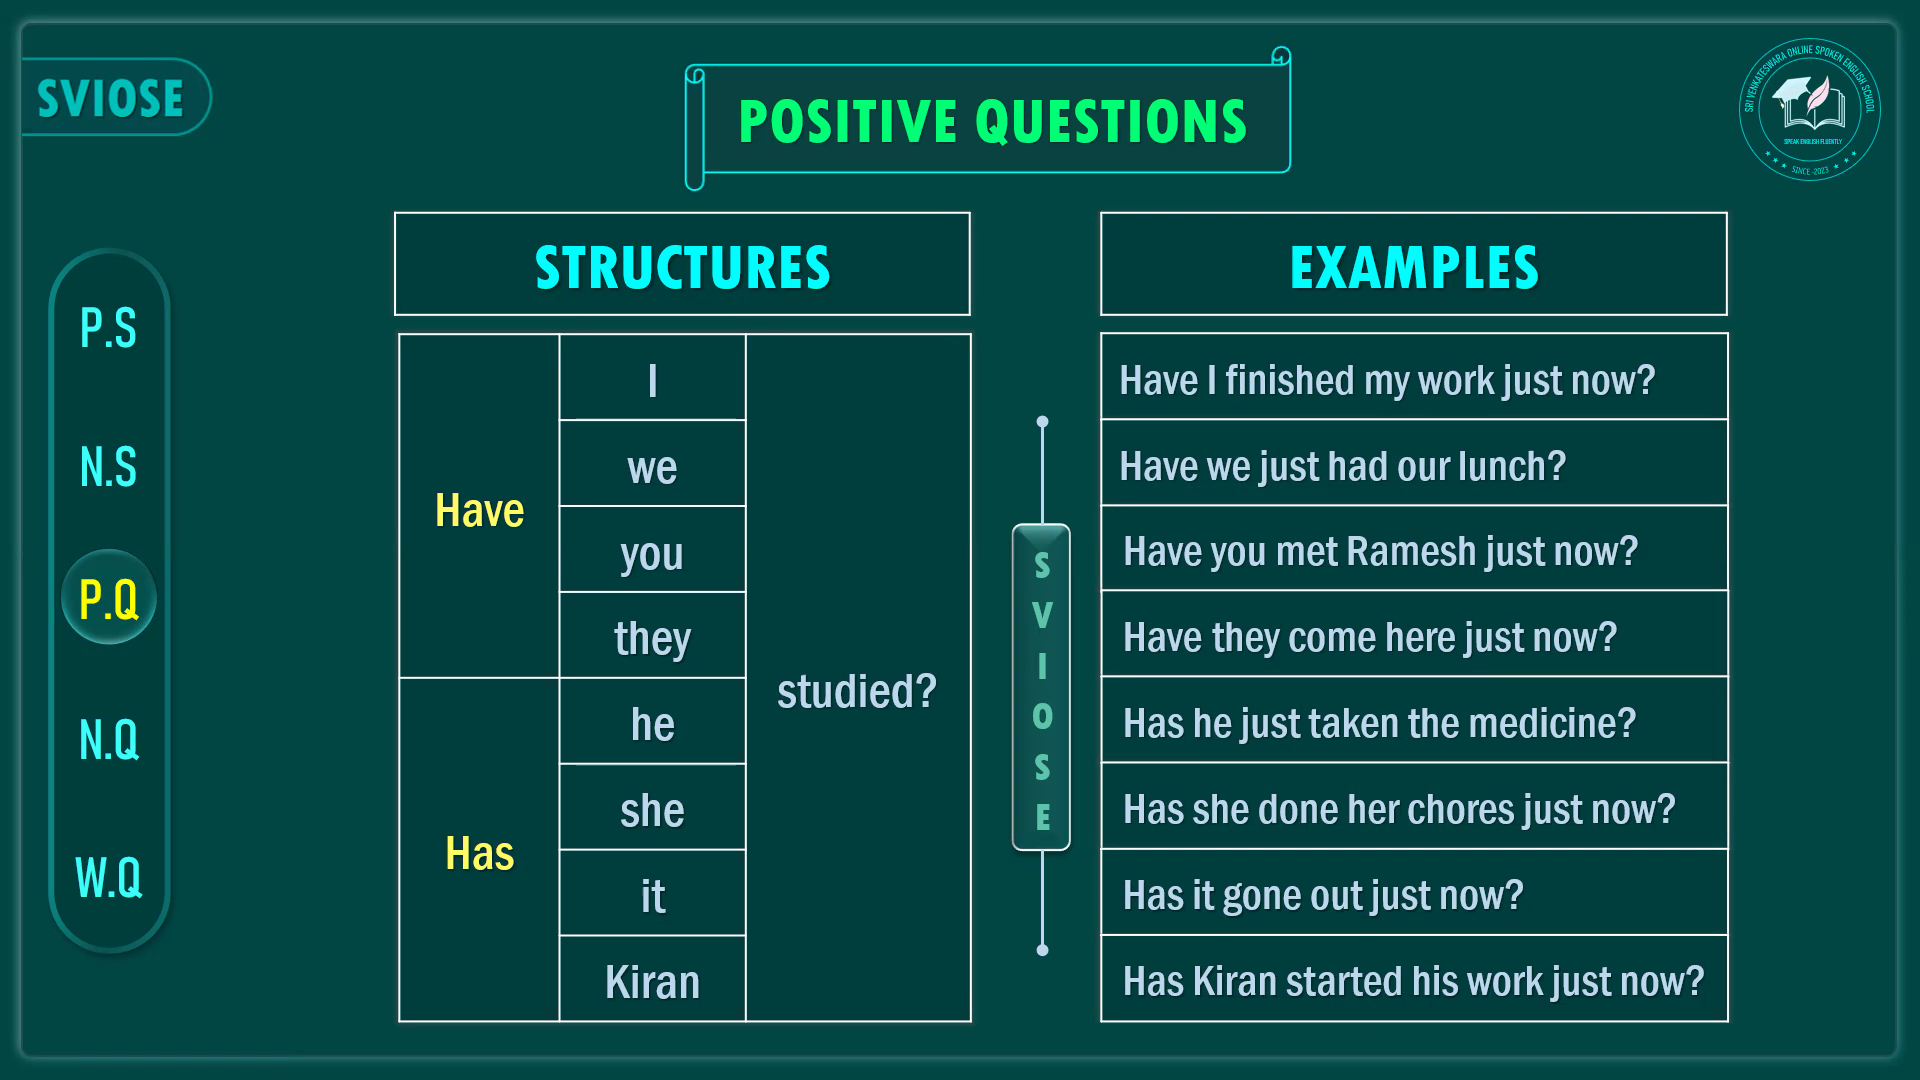 SVIOSE
POSITIVE QUESTIONS
SRI VENKATESWARA ONLINE SPOKEN ENGLISH SCHOOL
SPEAK ENGLISH FLUENTLY
SINCE -2023
P.S
N.S
P.Q
N.Q
W.Q
STRUCTURES
Have
I
we
you
they
Has
he
she
it
Kiran
studied?
S
V
I
O
S
E
EXAMPLES
Have I finished my work just now?
Have we just had our lunch?
Have you met Ramesh just now?
Have they come here just now?
Has he just taken the medicine?
Has she done her chores just now?
Has it gone out just now?
Has Kiran started his work just now?